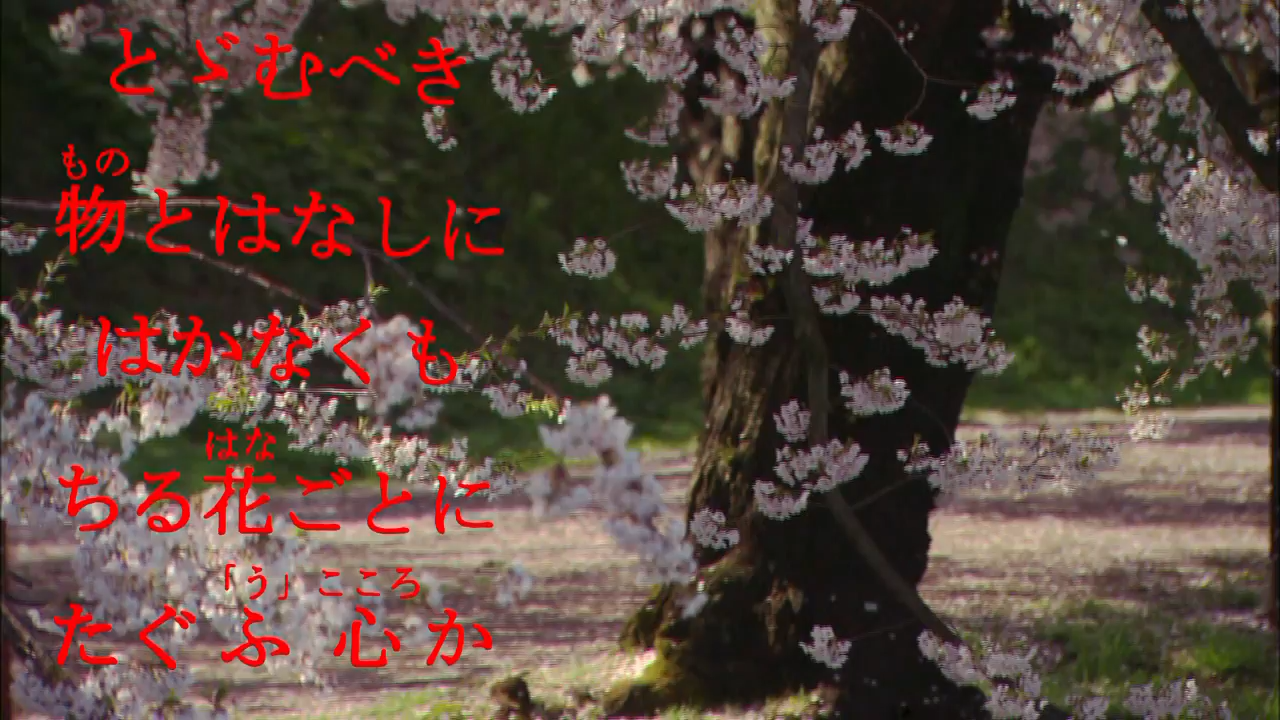 とゞむべき
もの
物とはなしに
はかなくも
はな
ちる花ごとに
「う」こころ
たぐふ心か